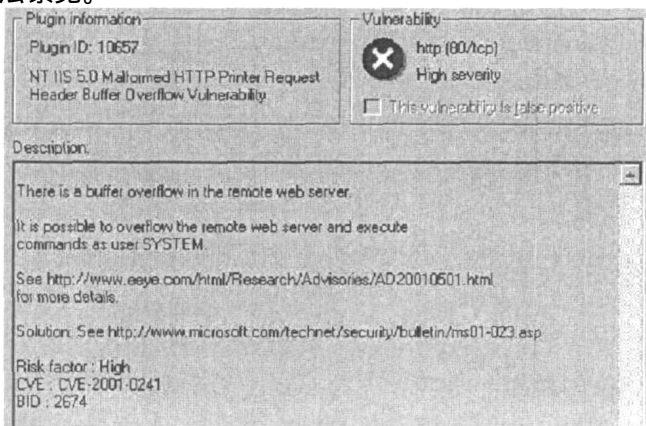 Plugin information
Plugin ID: 10657
NT IIS 5.0 Malformed HTTP Printer Request
Header Buffer Overflow Vulnerability
Vulnerability
http (80/tcp)
High severity
This vulnerability is false positive
Description:
There is a buffer overflow in the remote web server.
It is possible to overflow the remote web server and execute
commands as user SYSTEM.
See http://www.eeye.com/html/Research/Advisories/AD20010501.html
for more details.
Solution: See http://www.microsoft.com/technet/security/bulletin/ms01-023.asp
Risk factor : High
CVE : CVE-2001-0241
BID : 2674